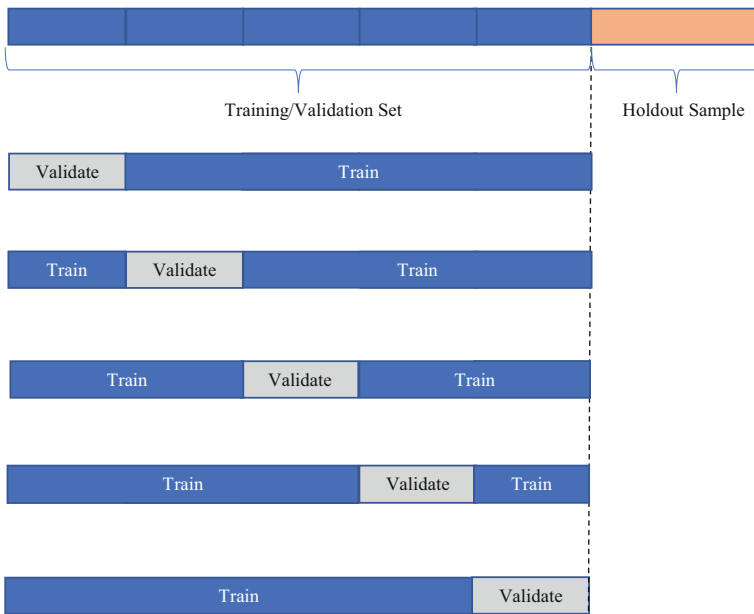 Training/Validation Set Holdout Sample
Validate Train
Train Validate Train
Train Validate Train
Train Validate Train
Train Validate